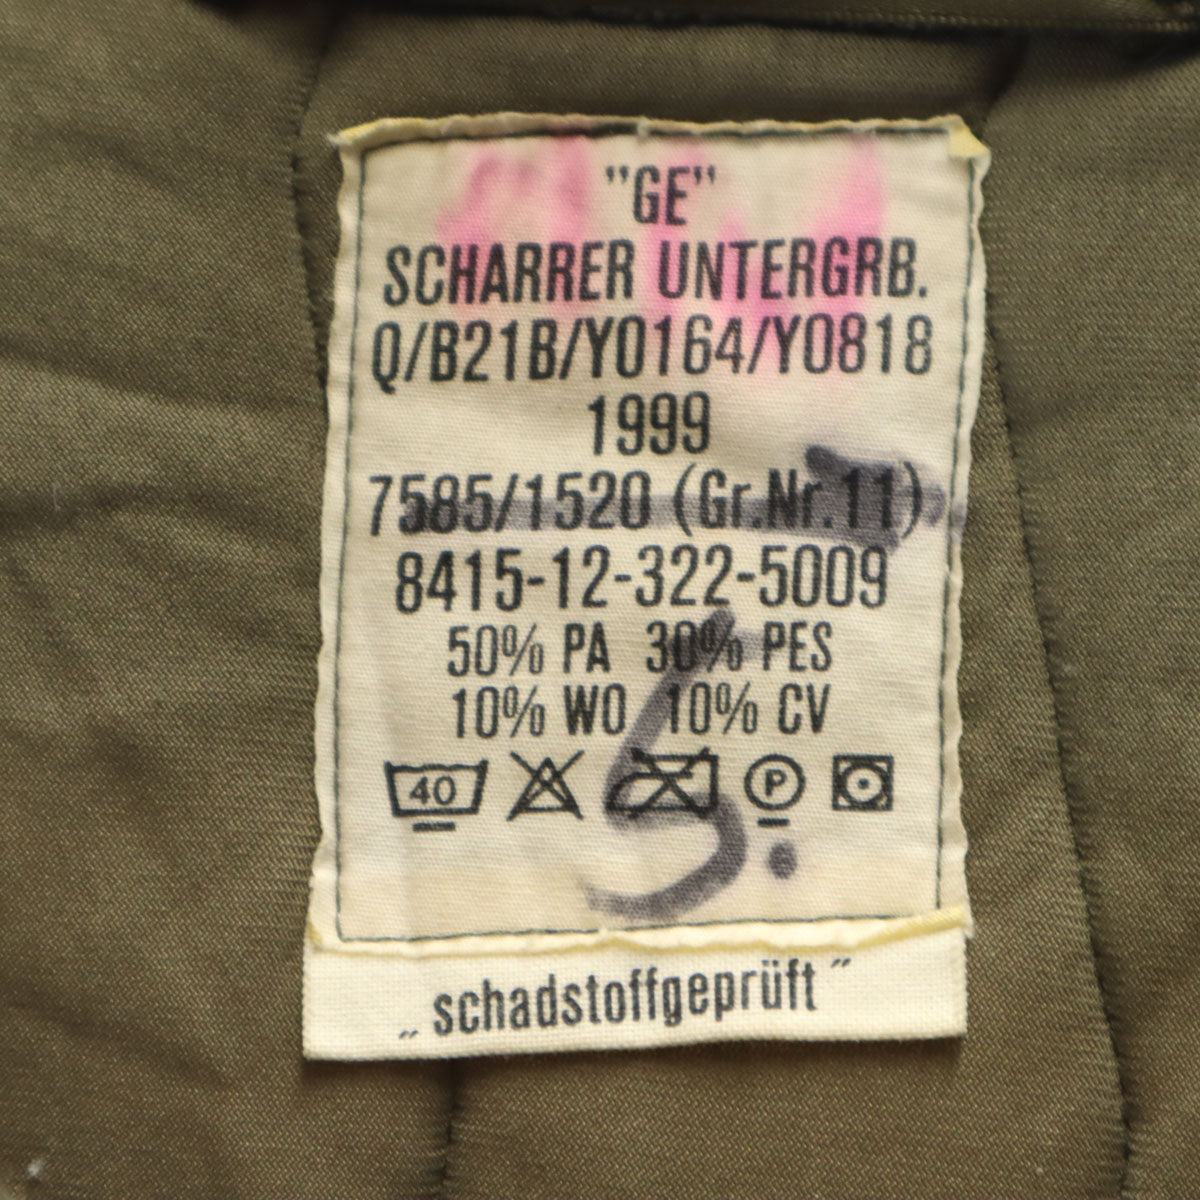 "GE"
SCHARRER UNTERGRB.
Q/B21B/Y0164/Y0818
1999
7585/1520 (Gr.Nr.11)
8415-12-322-5009
50% PA 30% PES
10% WO 10% CV
40 P
5.
„schadstoffgeprüft"